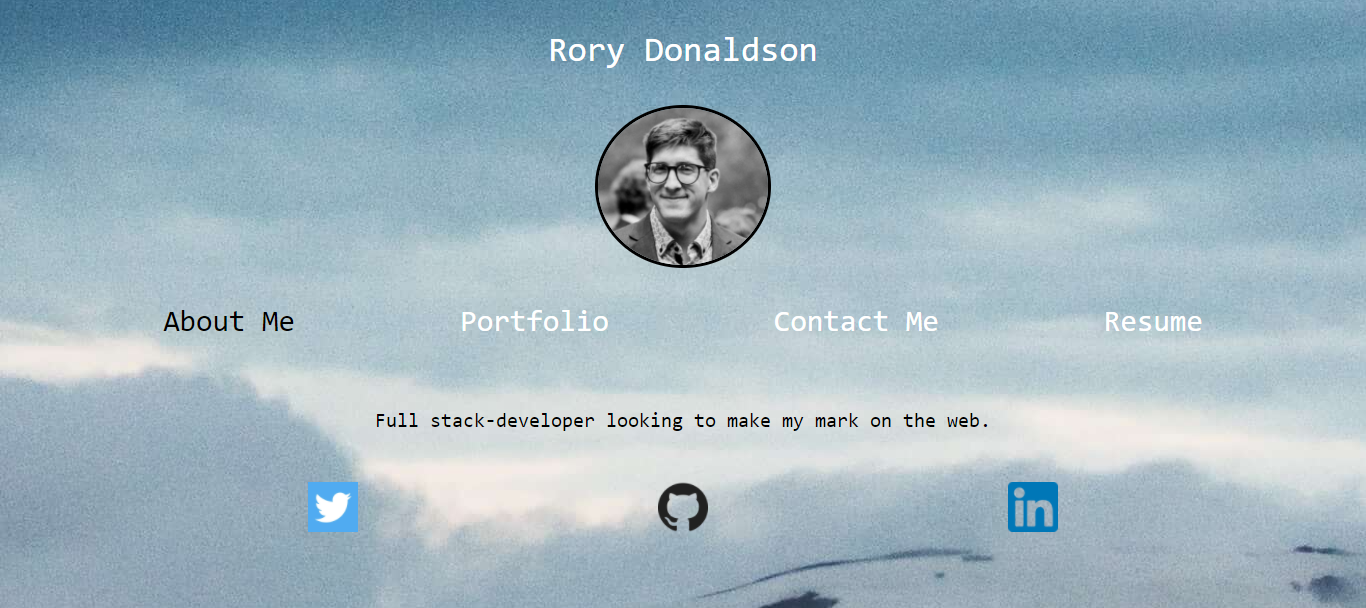 Rory Donaldson
About Me Portfolio Contact Me Resume
Full stack-developer looking to make my mark on the web.
in